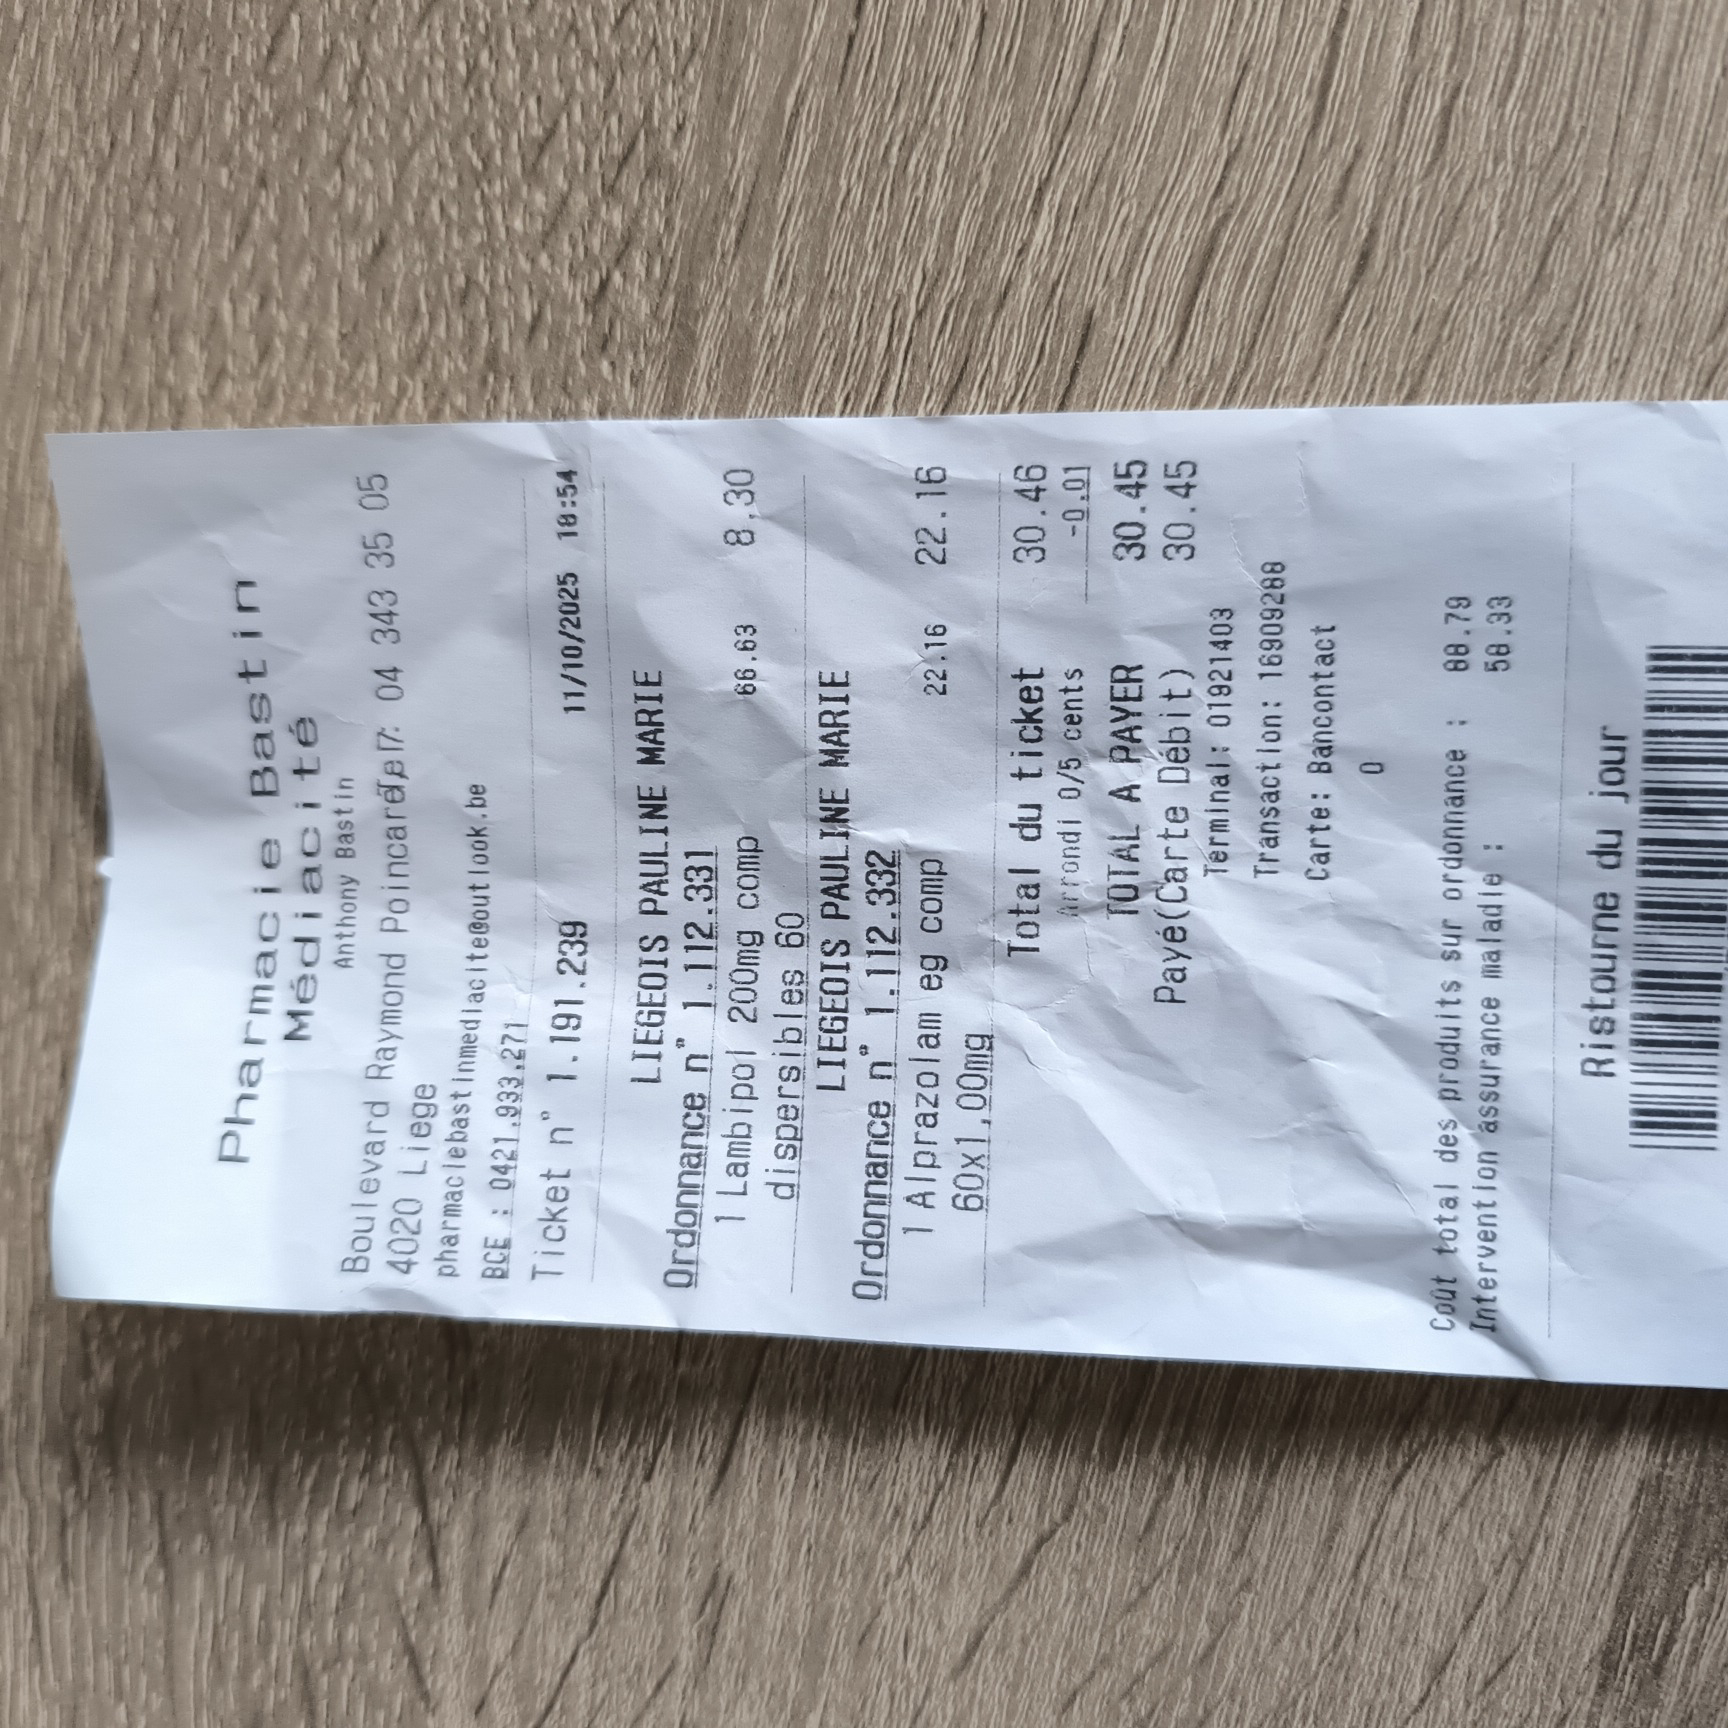 Pharmacie Bastin
Médiacité
Anthony Bastin
Boulevard Raymond Poincaré 17: 04 343 35 05
4020 Liege
pharmaciebastinmediacite@outlook.be
BCE : 0421.933.271
Ticket n° 1.191.239 11/10/2025 10:54
LIEGEOIS PAULINE MARIE
Ordonnance n° 1.112.331
1 Lambipol 200mg comp 66.63 8.30
dispersibles 60
LIEGEOIS PAULINE MARIE
Ordonnance n° 1.112.332
1 Alprazolam eg comp 22.16 22.16
60x1,00mg
Total du ticket 30.46
Arrondi 0/5 cents -0.01
TOTAL A PAYER 30.45
Payé(Carte Débit) 30.45
Terminal: 01921403
Transaction: 16909288
Carte: Bancontact
0
Coût total des produits sur ordonnance : 88.79
Intervention assurance maladie : 58.33
Ristourne du jour